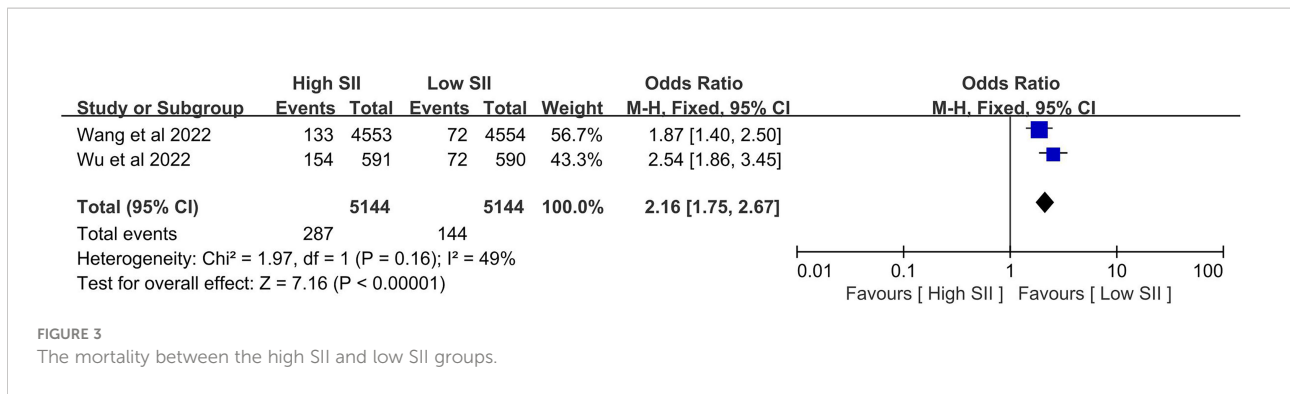 High SII Low SII Odds Ratio Odds Ratio
Study or Subgroup Events Total Events Total Weight M-H, Fixed, 95% CI M-H, Fixed, 95% CI
Wang et al 2022 133 4553 72 4554 56.7% 1.87 [1.40, 2.50]
Wu et al 2022 154 591 72 590 43.3% 2.54 [1.86, 3.45]
Total (95% CI) 5144 5144 100.0% 2.16 [1.75, 2.67]
Total events 287 144
Heterogeneity: Chi² = 1.97, df = 1 (P = 0.16); I² = 49%
Test for overall effect: Z = 7.16 (P < 0.00001)
0.01 0.1 1 10 100
Favours [ High SII ] Favours [ Low SII ]
FIGURE 3
The mortality between the high SII and low SII groups.